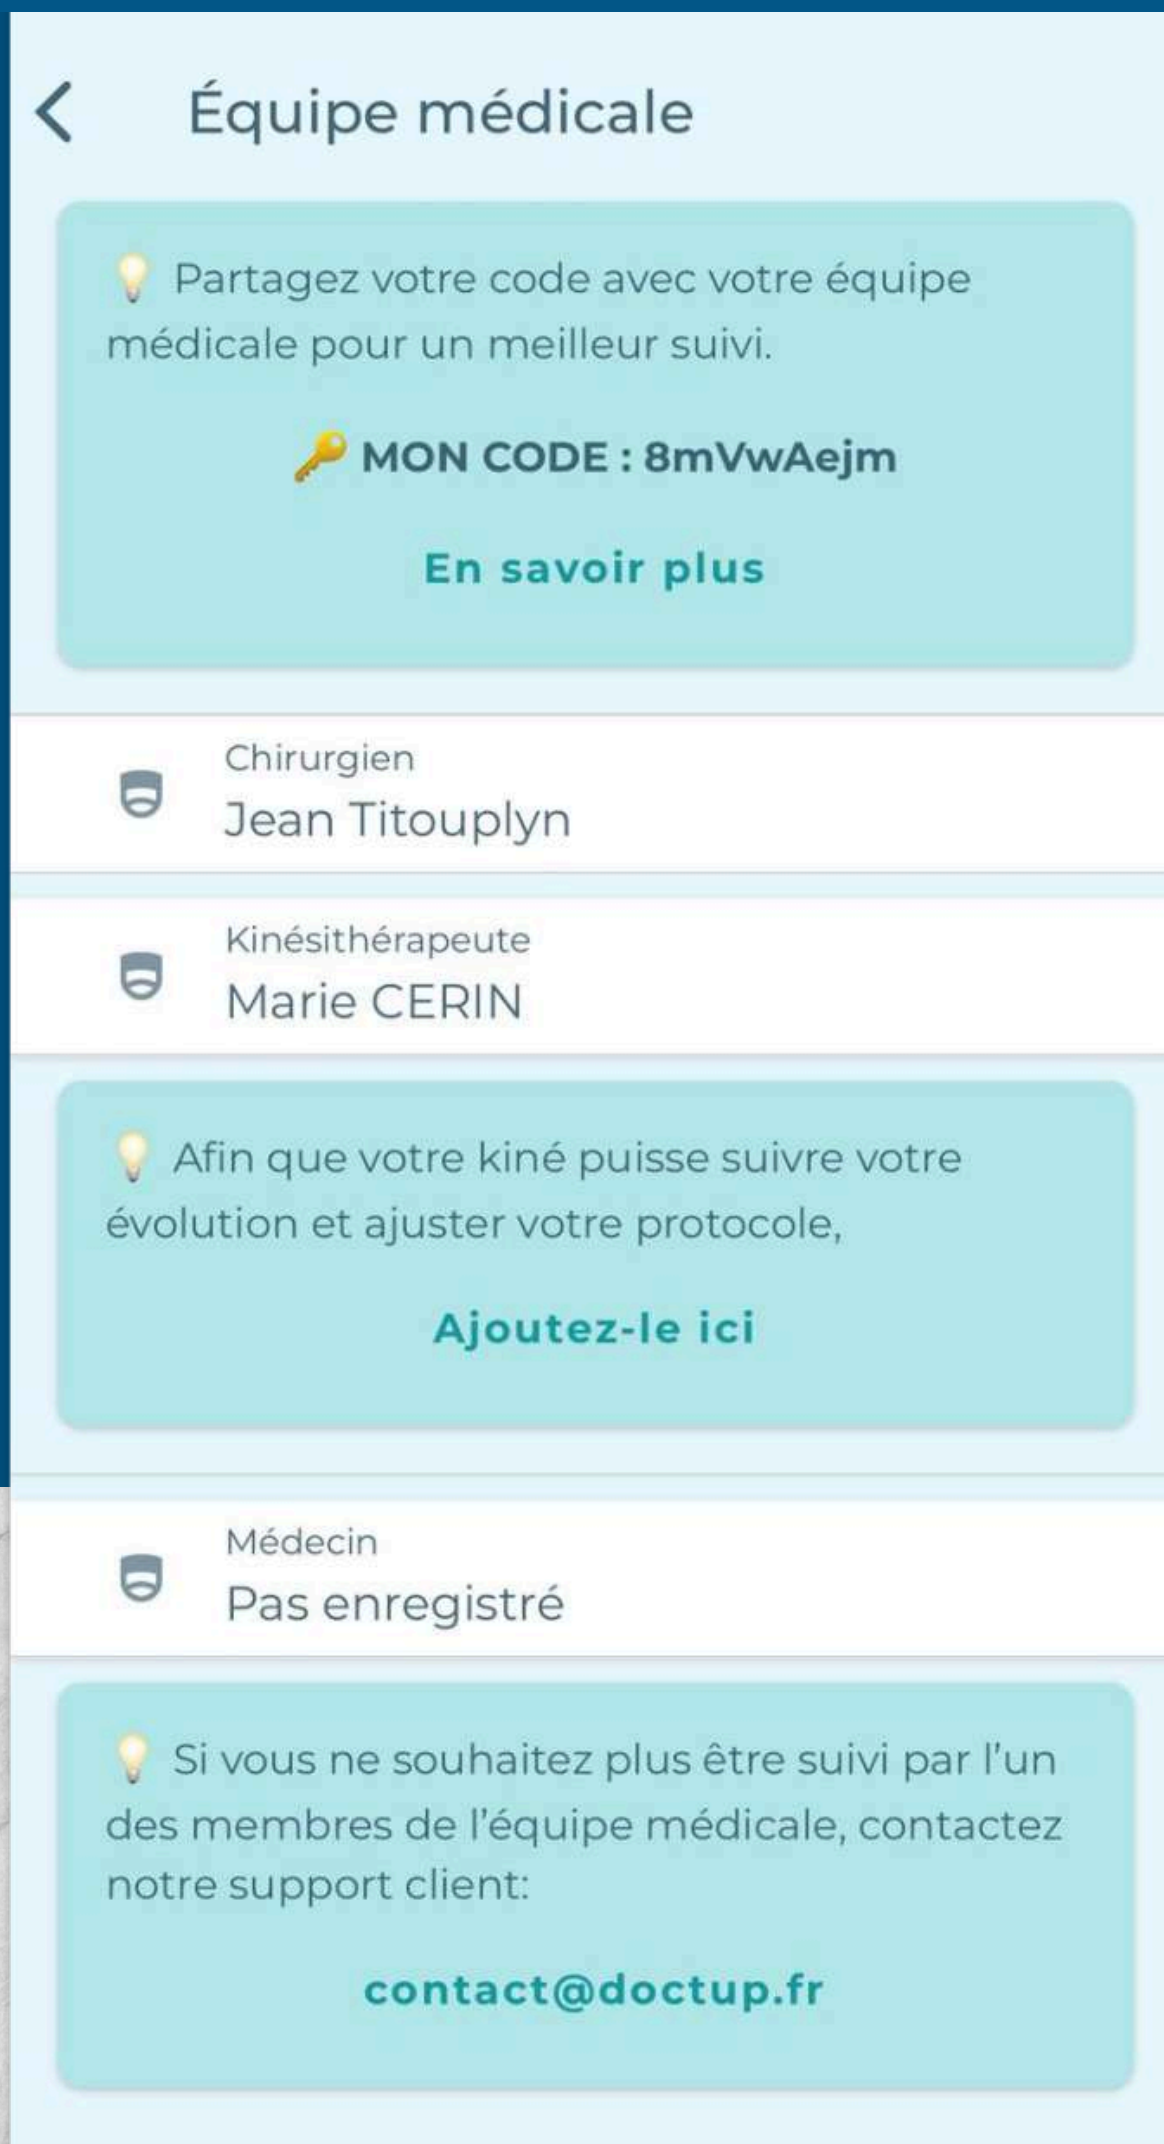 Équipe médicale
💡 Partagez votre code avec votre équipe
médicale pour un meilleur suivi.
🔑 MON CODE : 8mVwAejm
En savoir plus
Chirurgien
Jean Titouplyn
Kinésithérapeute
Marie CERIN
💡 Afin que votre kiné puisse suivre votre
évolution et ajuster votre protocole,
Ajoutez-le ici
Médecin
Pas enregistré
💡 Si vous ne souhaitez plus être suivi par l'un
des membres de l'équipe médicale, contactez
notre support client:
contact@doctup.fr